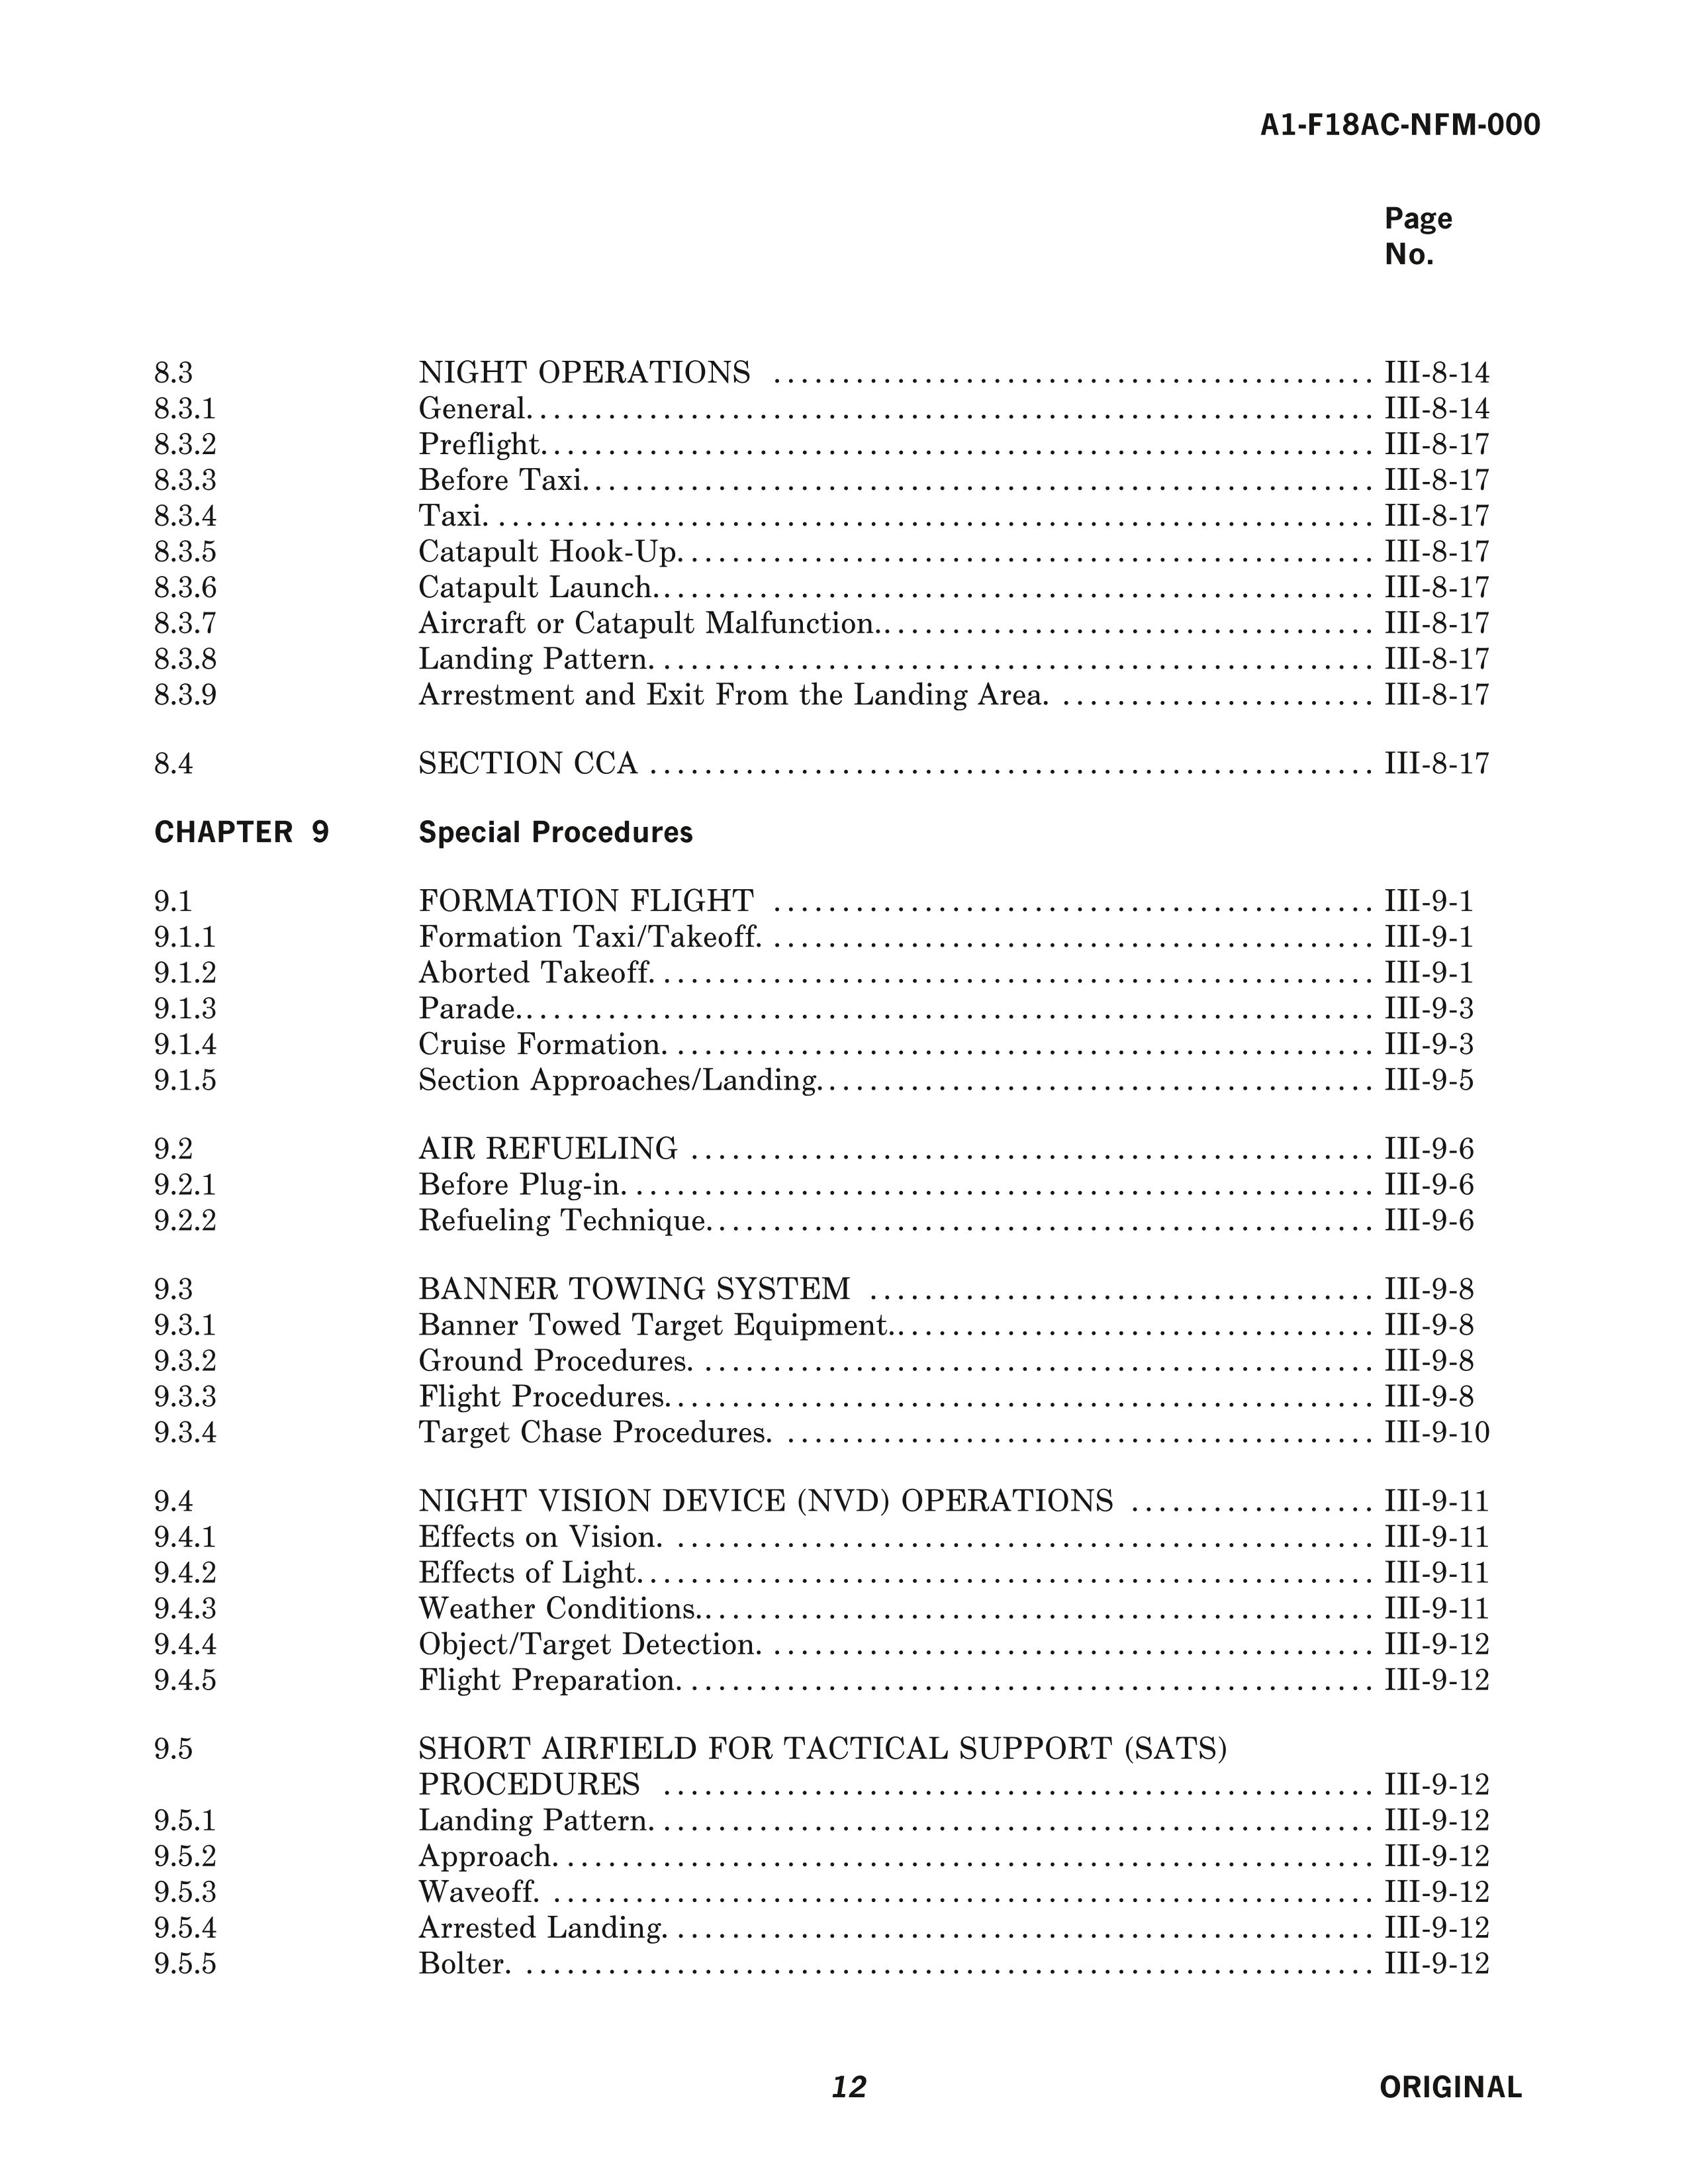 A1-F18AC-NFM-000
Page
No.
8.3 NIGHT OPERATIONS . . . . . . . . . . . . . . . . . . . . III-8-14
8.3.1 General. . . . . . . . . . . . . . . . . . . . . III-8-14
8.3.2 Preflight. . . . . . . . . . . . . . . . . . . . . III-8-17
8.3.3 Before Taxi. . . . . . . . . . . . . . . . . . . . . III-8-17
8.3.4 Taxi. . . . . . . . . . . . . . . . . . . . . III-8-17
8.3.5 Catapult Hook-Up. . . . . . . . . . . . . . . . . . . . . III-8-17
8.3.6 Catapult Launch. . . . . . . . . . . . . . . . . . . . . III-8-17
8.3.7 Aircraft or Catapult Malfunction. . . . . . . . . . . . . . . . . . . . . III-8-17
8.3.8 Landing Pattern. . . . . . . . . . . . . . . . . . . . . III-8-17
8.3.9 Arrestment and Exit From the Landing Area. . . . . . . . . . . . . . . . . . . . . III-8-17
8.4 SECTION CCA . . . . . . . . . . . . . . . . . . . . III-8-17
CHAPTER 9 Special Procedures
9.1 FORMATION FLIGHT . . . . . . . . . . . . . . . . . . . . III-9-1
9.1.1 Formation Taxi/Takeoff. . . . . . . . . . . . . . . . . . . . . III-9-1
9.1.2 Aborted Takeoff. . . . . . . . . . . . . . . . . . . . . III-9-1
9.1.3 Parade. . . . . . . . . . . . . . . . . . . . . III-9-3
9.1.4 Cruise Formation. . . . . . . . . . . . . . . . . . . . . III-9-3
9.1.5 Section Approaches/Landing. . . . . . . . . . . . . . . . . . . . . III-9-5
9.2 AIR REFUELING . . . . . . . . . . . . . . . . . . . . III-9-6
9.2.1 Before Plug-in. . . . . . . . . . . . . . . . . . . . . III-9-6
9.2.2 Refueling Technique. . . . . . . . . . . . . . . . . . . . . III-9-6
9.3 BANNER TOWING SYSTEM . . . . . . . . . . . . . . . . . . . . III-9-8
9.3.1 Banner Towed Target Equipment. . . . . . . . . . . . . . . . . . . . . III-9-8
9.3.2 Ground Procedures. . . . . . . . . . . . . . . . . . . . . III-9-8
9.3.3 Flight Procedures. . . . . . . . . . . . . . . . . . . . . III-9-8
9.3.4 Target Chase Procedures. . . . . . . . . . . . . . . . . . . . . III-9-10
9.4 NIGHT VISION DEVICE (NVD) OPERATIONS . . . . . . . . . . . . . . . . . . III-9-11
9.4.1 Effects on Vision. . . . . . . . . . . . . . . . . . . . . III-9-11
9.4.2 Effects of Light. . . . . . . . . . . . . . . . . . . . . III-9-11
9.4.3 Weather Conditions. . . . . . . . . . . . . . . . . . . . . III-9-11
9.4.4 Object/Target Detection. . . . . . . . . . . . . . . . . . . . . III-9-12
9.4.5 Flight Preparation. . . . . . . . . . . . . . . . . . . . . III-9-12
9.5 SHORT AIRFIELD FOR TACTICAL SUPPORT (SATS)
PROCEDURES . . . . . . . . . . . . . . . . . . . . III-9-12
9.5.1 Landing Pattern. . . . . . . . . . . . . . . . . . . . . III-9-12
9.5.2 Approach. . . . . . . . . . . . . . . . . . . . . III-9-12
9.5.3 Waveoff. . . . . . . . . . . . . . . . . . . . . III-9-12
9.5.4 Arrested Landing. . . . . . . . . . . . . . . . . . . . . III-9-12
9.5.5 Bolter. . . . . . . . . . . . . . . . . . . . . III-9-12
12 ORIGINAL